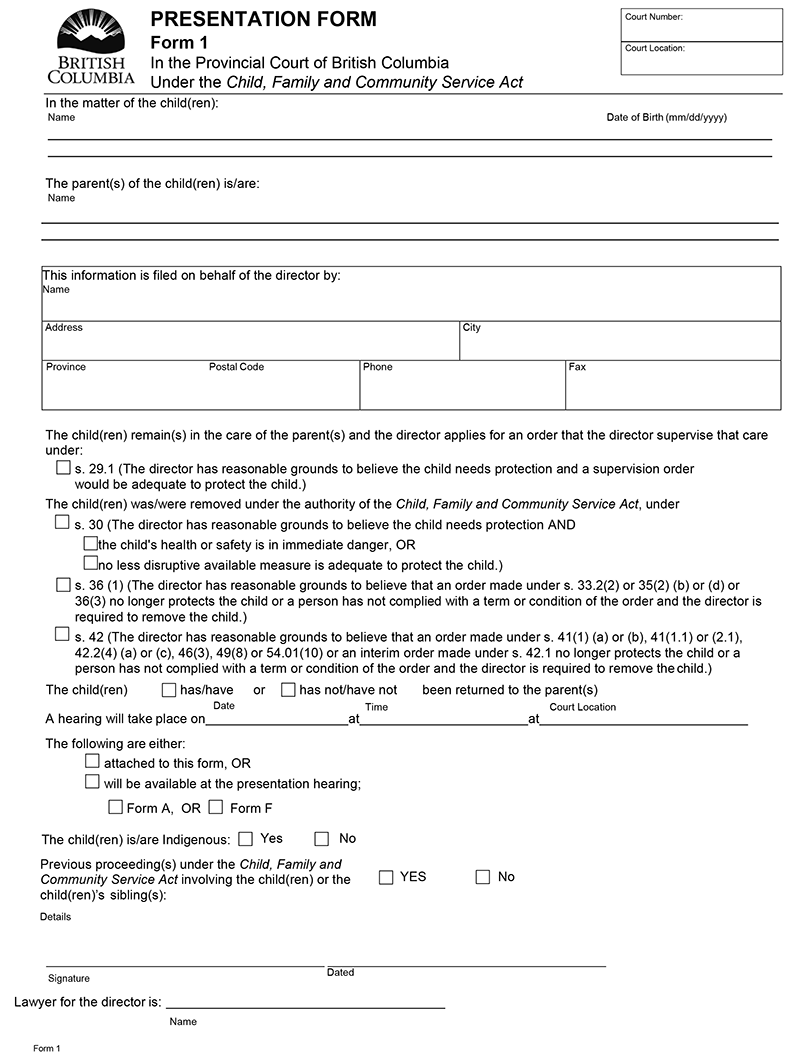 BRITISH
COLUMBIA
PRESENTATION FORM
Form 1
In the Provincial Court of British Columbia
Under the Child, Family and Community Service Act
Court Number:
Court Location:
In the matter of the child(ren):
Name Date of Birth (mm/dd/yyyy)
The parent(s) of the child(ren) is/are:
Name
This information is filed on behalf of the director by:
Name
Address City
Province Postal Code Phone Fax
The child(ren) remain(s) in the care of the parent(s) and the director applies for an order that the director supervise that care
under:
s. 29.1 (The director has reasonable grounds to believe the child needs protection and a supervision order
would be adequate to protect the child.)
The child(ren) was/were removed under the authority of the Child, Family and Community Service Act, under
s. 30 (The director has reasonable grounds to believe the child needs protection AND
the child's health or safety is in immediate danger, OR
no less disruptive available measure is adequate to protect the child.)
s. 36 (1) (The director has reasonable grounds to believe that an order made under s. 33.2(2) or 35(2) (b) or (d) or
36(3) no longer protects the child or a person has not complied with a term or condition of the order and the director is
required to remove the child.)
s. 42 (The director has reasonable grounds to believe that an order made under s. 41(1) (a) or (b), 41(1.1) or (2.1),
42.2(4) (a) or (c), 46(3), 49(8) or 54.01(10) or an interim order made under s. 42.1 no longer protects the child or a
person has not complied with a term or condition of the order and the director is required to remove the child.)
The child(ren) has/have or has not/have not been returned to the parent(s)
Date Time Court Location
A hearing will take place on at at
The following are either:
attached to this form, OR
will be available at the presentation hearing;
Form A, OR Form F
The child(ren) is/are Indigenous: Yes No
Previous proceeding(s) under the Child, Family and
Community Service Act involving the child(ren) or the
child(ren)'s sibling(s):
YES No
Details
Signature Dated
Lawyer for the director is:
Name
Form 1